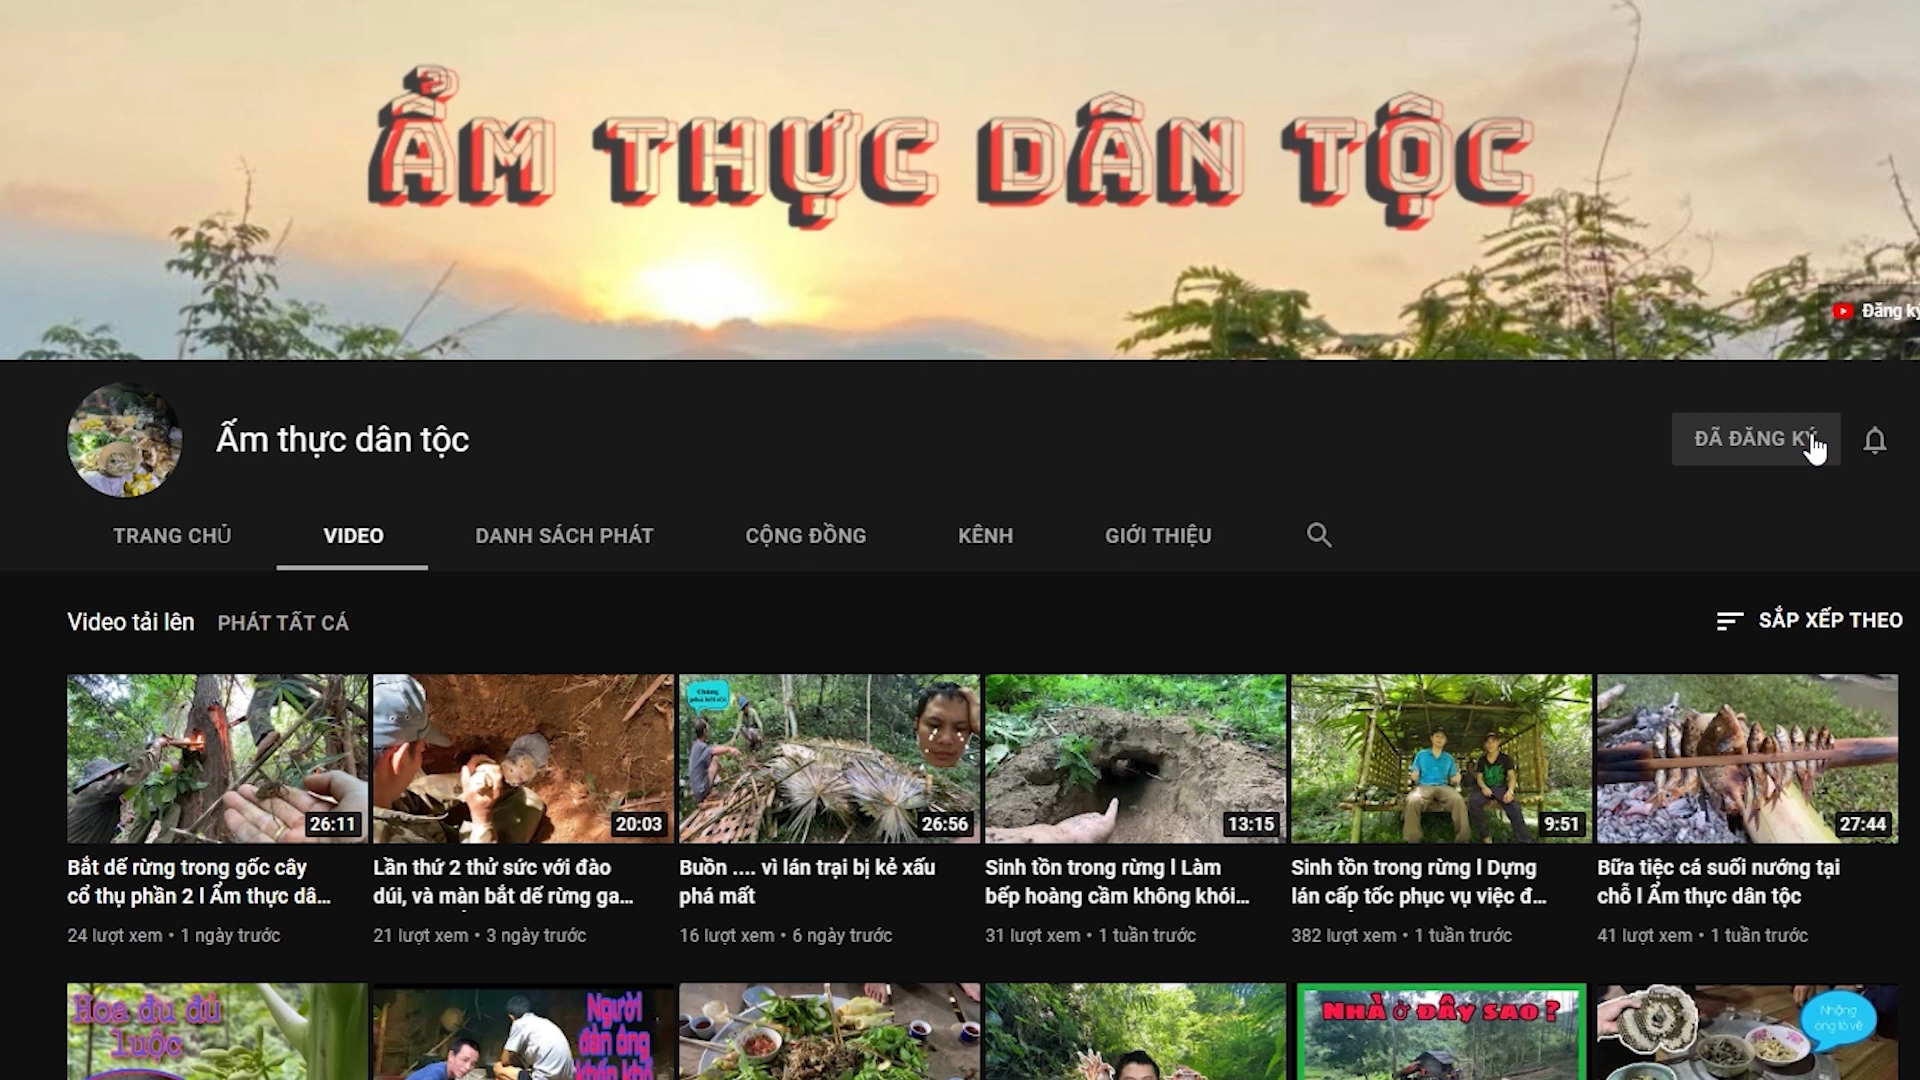 ẨM THỰC DÂN TỘC
Đăng ký
Ẩm thực dân tộc
ĐÃ ĐĂNG KÝ
TRANG CHỦ
VIDEO
DANH SÁCH PHÁT
CỘNG ĐỒNG
KÊNH
GIỚI THIỆU
Video tải lên
PHÁT TẤT CẢ
SẮP XẾP THEO
26:11
20:03
26:56
13:15
9:51
27:44
Bắt dế rừng trong gốc cây
cổ thụ phần 2 l Ẩm thực dâ...
24 lượt xem • 1 ngày trước
Lần thứ 2 thử sức với đào
dúi, và màn bắt dế rừng ga...
21 lượt xem • 3 ngày trước
Buồn .... vì lán trại bị kẻ xấu
phá mất
16 lượt xem • 6 ngày trước
Sinh tồn trong rừng l Làm
bếp hoàng cầm không khói...
31 lượt xem • 1 tuần trước
Sinh tồn trong rừng l Dựng
lán cấp tốc phục vụ việc đ...
382 lượt xem • 1 tuần trước
Bữa tiệc cá suối nướng tại
chỗ l Ẩm thực dân tộc
41 lượt xem • 1 tuần trước
Hoa đu đủ
luộc
Người
đàn ông
khốn khổ
NHÀ ở ĐÂY SAO ?
Nhộng
ong tò vẽ